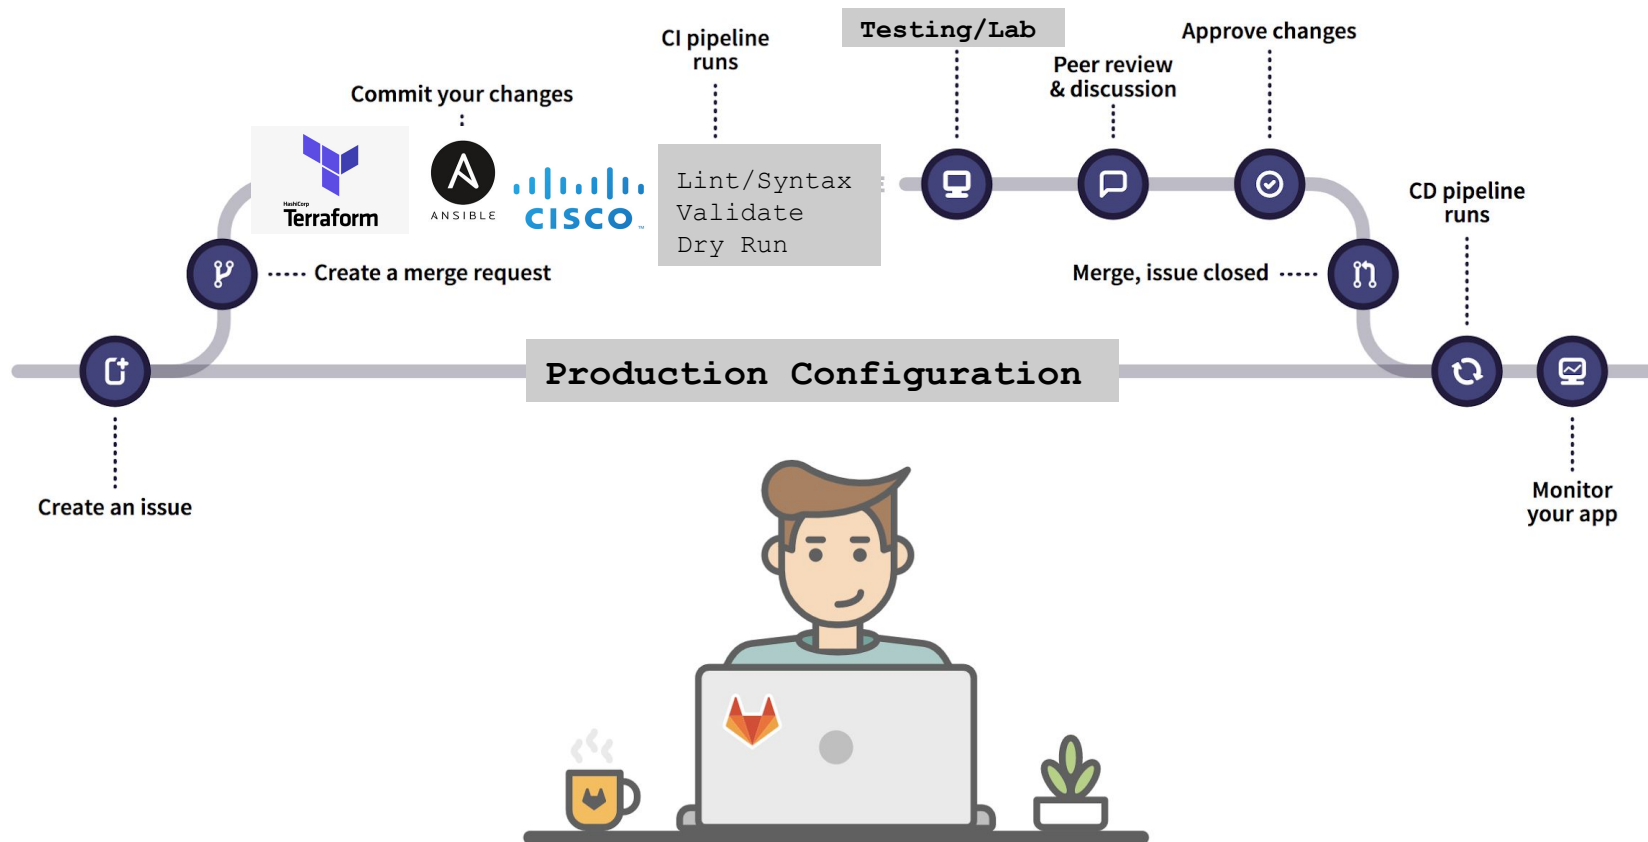 CI pipeline
runs
Testing/Lab
Approve changes
Peer review
& discussion
Commit your changes
HashiCorp
Terraform
ANSIBLE
CISCO
TM
Lint/Syntax
Validate
Dry Run
CD pipeline
runs
Create a merge request
Merge, issue closed
Production Configuration
Create an issue
Monitor
your app